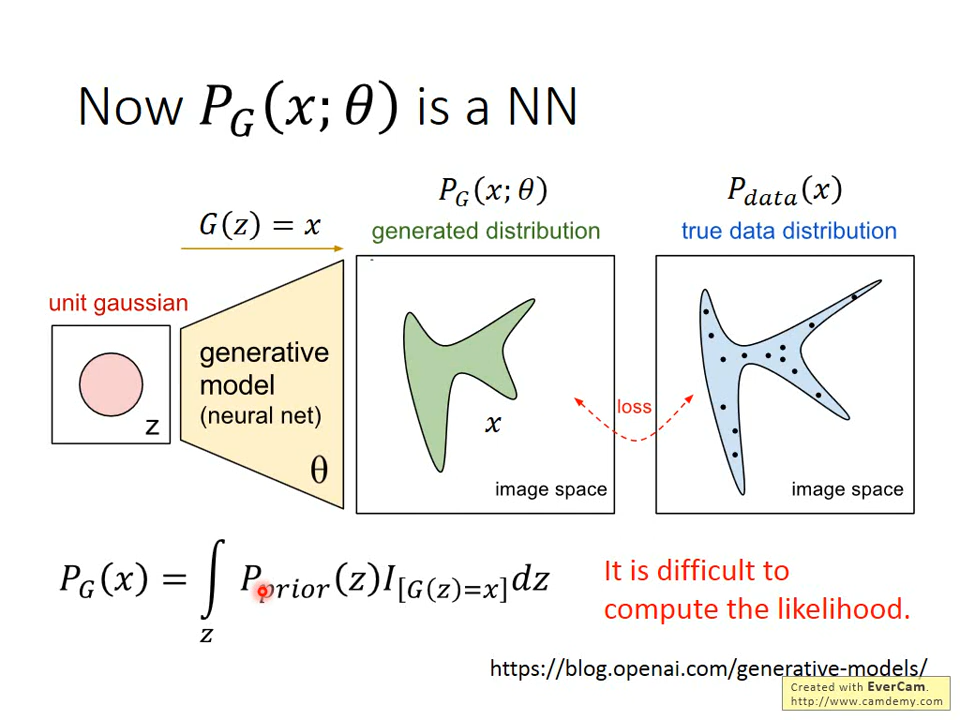 Now P_G(x; θ) is a NN
P_G(x; θ)
P_data(x)
G(z) = x
generated distribution
true data distribution
unit gaussian
generative
model
(neural net)
θ
z
x
loss
image space
image space
P_G(x) = ∫_z P_prior(z) I_[G(z)=x] dz
It is difficult to
compute the likelihood.
https://blog.openai.com/generative-models/
Created with EverCam.
http://www.camdemy.com